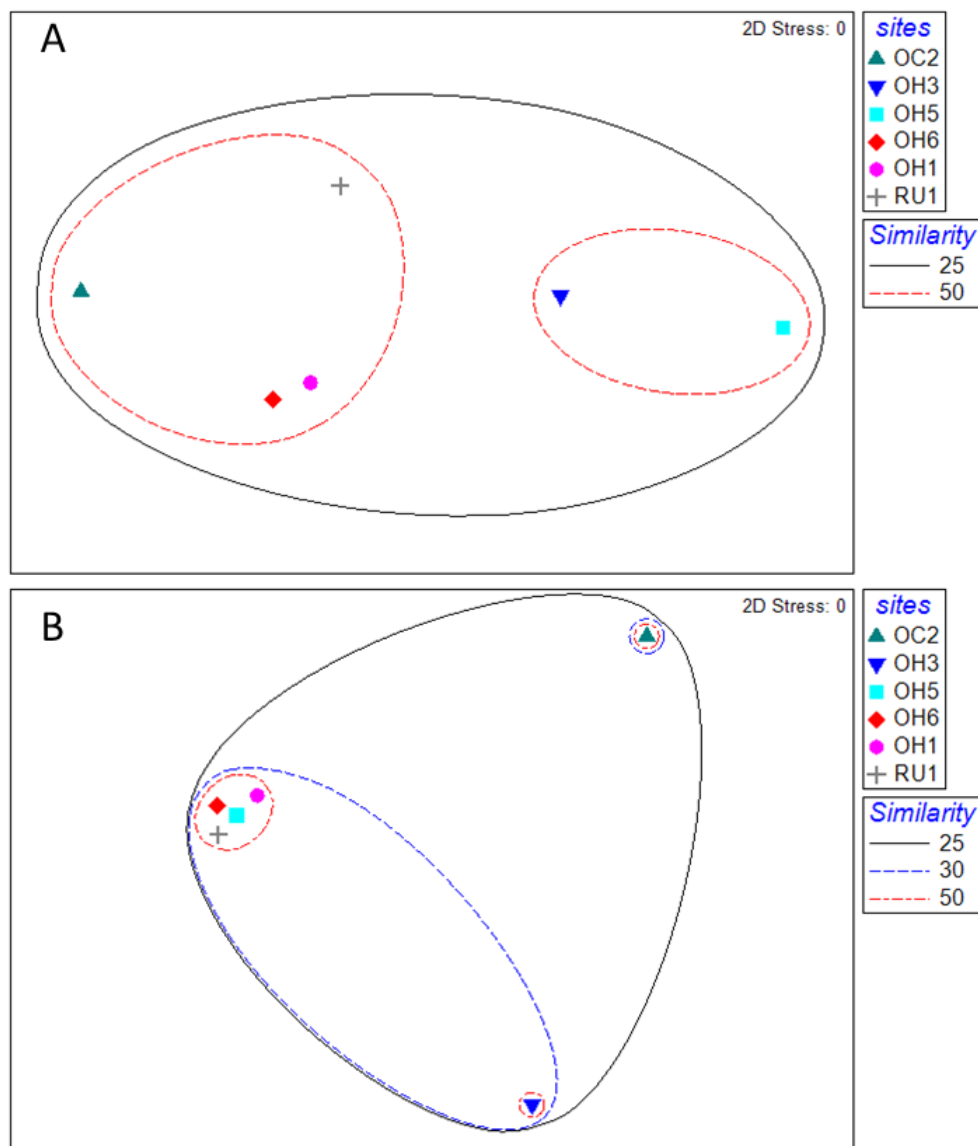 A
2D Stress: 0
sites
OC2
OH3
OH5
OH6
OH1
RU1
Similarity
25
50
B
2D Stress: 0
sites
OC2
OH3
OH5
OH6
OH1
RU1
Similarity
25
30
50